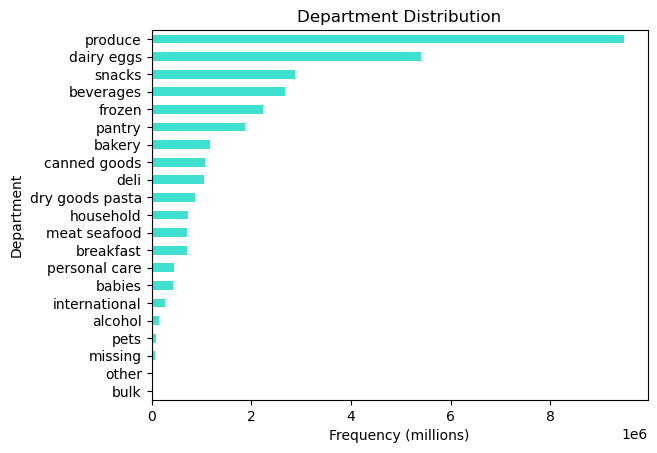 Department Distribution
produce
dairy eggs
snacks
beverages
frozen
pantry
bakery
canned goods
deli
dry goods pasta
household
meat seafood
breakfast
personal care
babies
international
alcohol
pets
missing
other
bulk
Department
0 2 4 6 8
1e6
Frequency (millions)